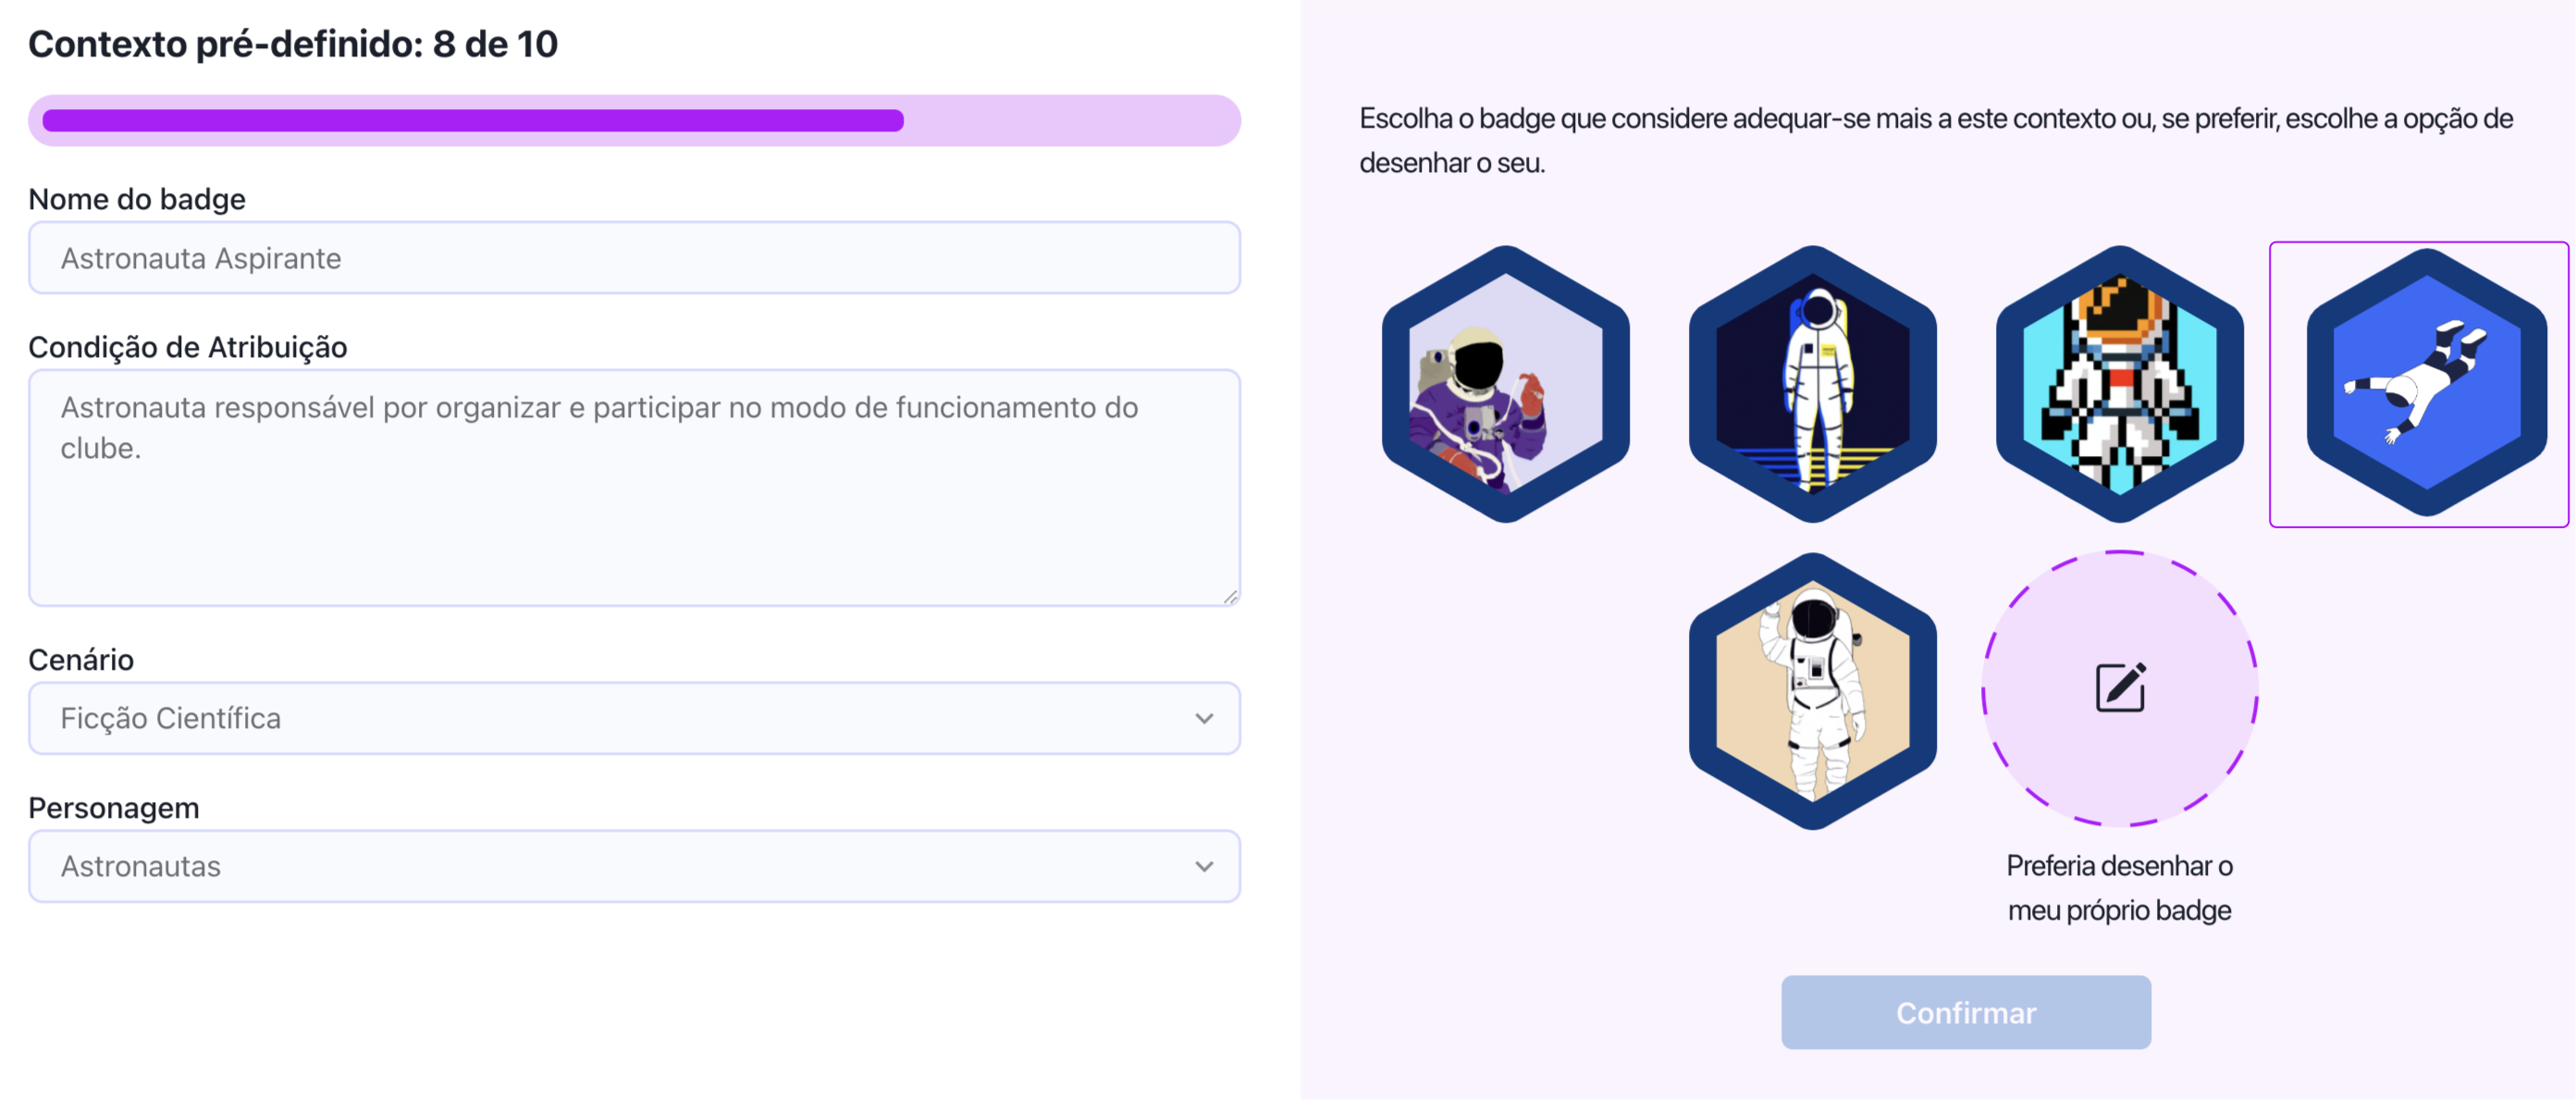 Contexto pré-definido: 8 de 10
Nome do badge
Astronauta Aspirante
Condição de Atribuição
Astronauta responsável por organizar e participar no modo de funcionamento do
clube.
Cenário
Ficção Científica
Personagem
Astronautas
Escolha o badge que considere adequar-se mais a este contexto ou, se preferir, escolhe a opção de
desenhar o seu.
Preferia desenhar o
meu próprio badge
Confirmar